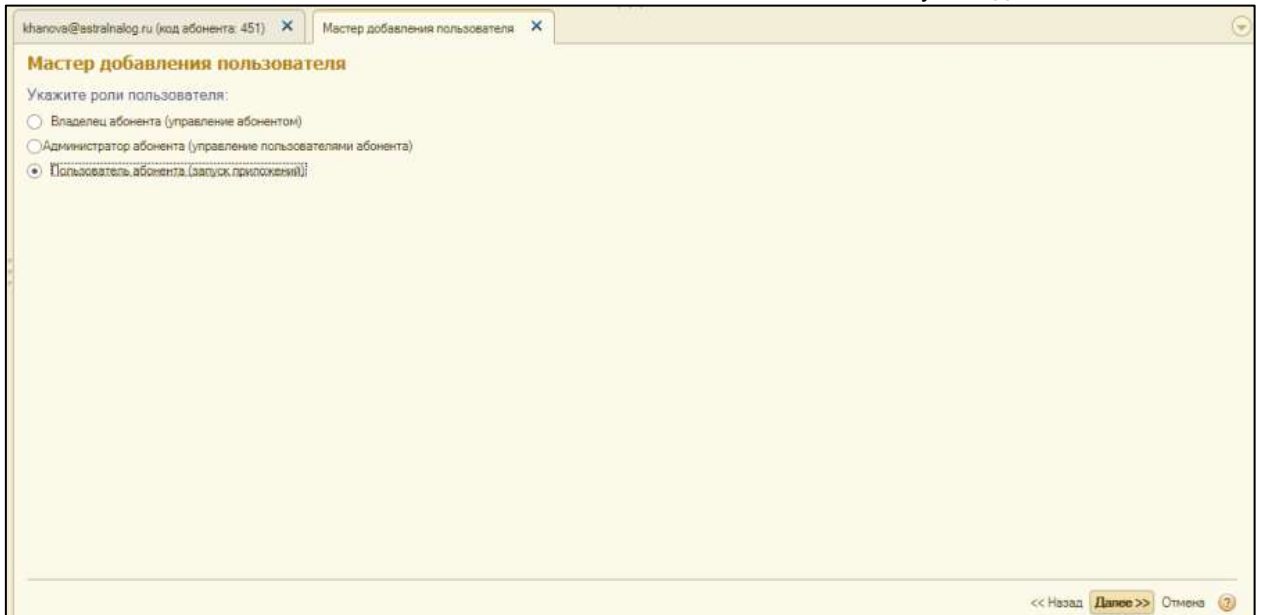 khanova@astralnalog.ru (код абонента: 451)
Мастер добавления пользователя
Мастер добавления пользователя
Укажите роли пользователя:
Владелец абонента (управление абонентом)
Администратор абонента (управление пользователями абонента)
Пользователь абонента (запуск приложений)
<< Назад Далее >> Отмена ?